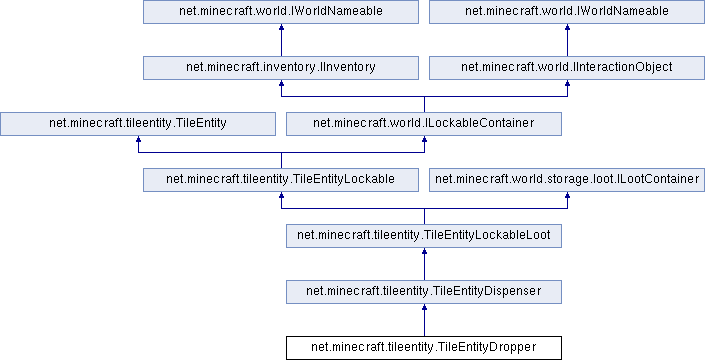 net.minecraft.world.IWorldNameable
net.minecraft.world.IWorldNameable
net.minecraft.inventory.IInventory
net.minecraft.world.IInteractionObject
net.minecraft.tileentity.TileEntity
net.minecraft.world.ILockableContainer
net.minecraft.tileentity.TileEntityLockable
net.minecraft.world.storage.loot.ILootContainer
net.minecraft.tileentity.TileEntityLockableLoot
net.minecraft.tileentity.TileEntityDispenser
net.minecraft.tileentity.TileEntityDropper